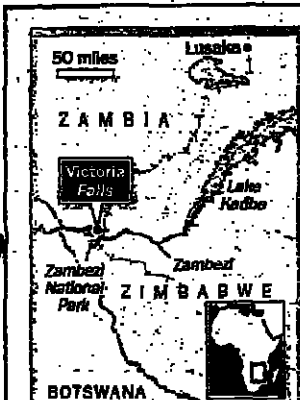 50 miles
Lusaka
ZAMBIA
Victoria
Falls
Lake
Kariba
Zambezi
National
Park
Zambezi
ZIMBABWE
BOTSWANA